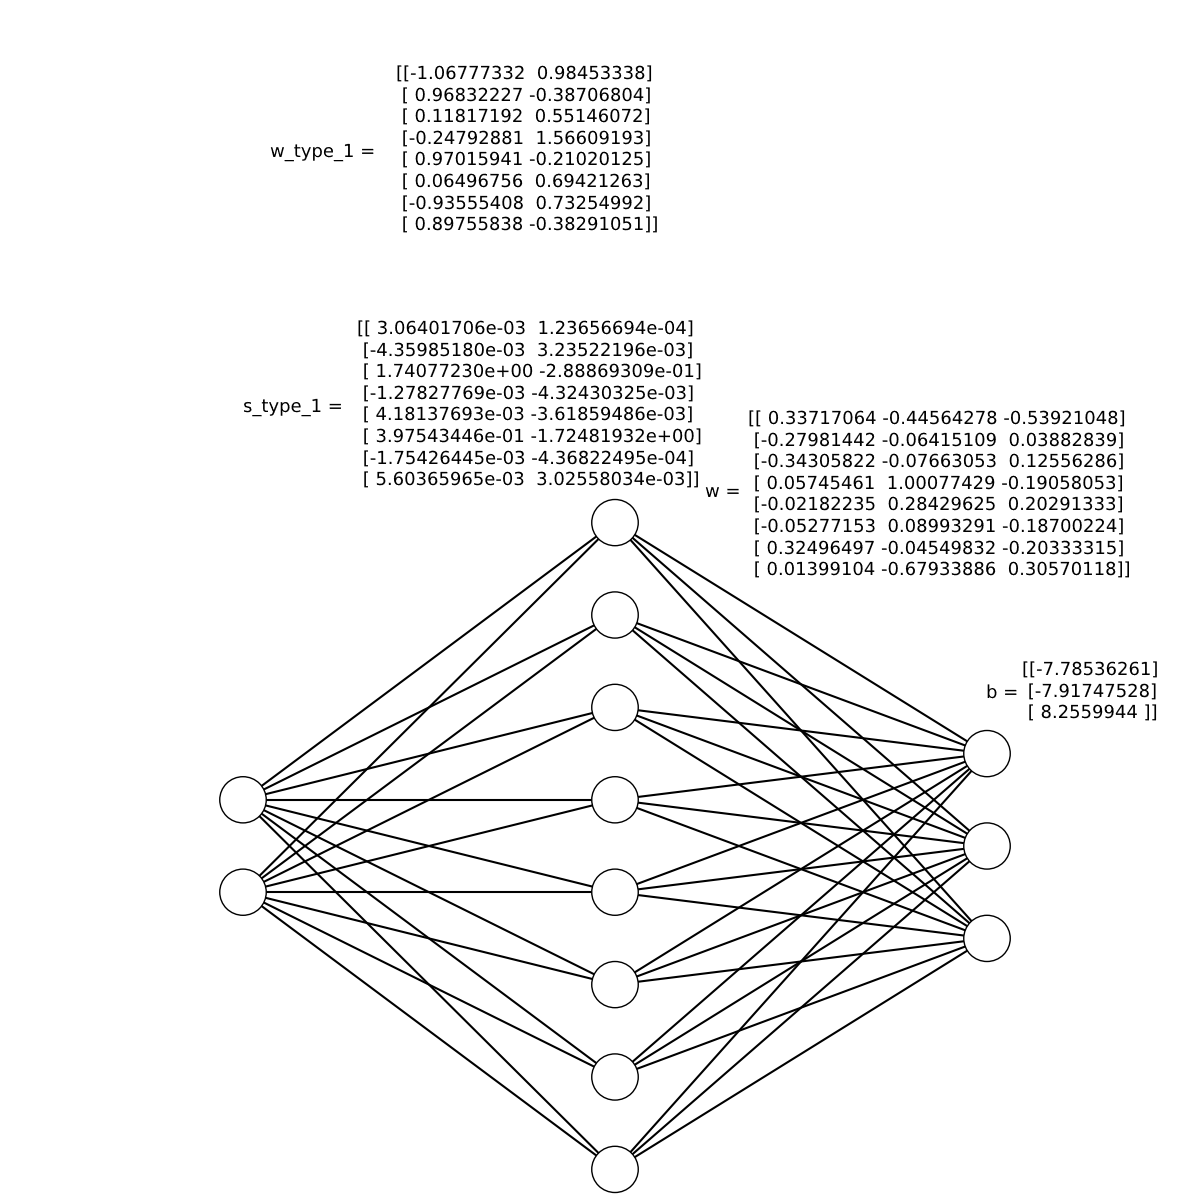 [[-1.06777332  0.98453338]
[ 0.96832227 -0.38706804]
[ 0.11817192  0.55146072]
[-0.24792881  1.56609193]
w_type_1 =
[ 0.97015941 -0.21020125]
[ 0.06496756  0.69421263]
[-0.93555408  0.73254992]
[ 0.89755838 -0.38291051]]
[[ 3.06401706e-03  1.23656694e-04]
[-4.35985180e-03  3.23522196e-03]
[ 1.74077230e+00 -2.88869309e-01]
[-1.27827769e-03 -4.32430325e-03]
s_type_1 =
[ 4.18137693e-03 -3.61859486e-03]
[ 3.97543446e-01 -1.72481932e+00]
[-1.75426445e-03 -4.36822495e-04]
[ 5.60365965e-03  3.02558034e-03]]
[[ 0.33717064 -0.44564278 -0.53921048]
[-0.27981442 -0.06415109  0.03882839]
[-0.34305822 -0.07663053  0.12556286]
[ 0.05745461  1.00077429 -0.19058053]
w =
[-0.02182235  0.28429625  0.20291333]
[-0.05277153  0.08993291 -0.18700224]
[ 0.32496497 -0.04549832 -0.20333315]
[ 0.01399104 -0.67933886  0.30570118]]
[[-7.78536261]
b = [-7.91747528]
[ 8.2559944 ]]